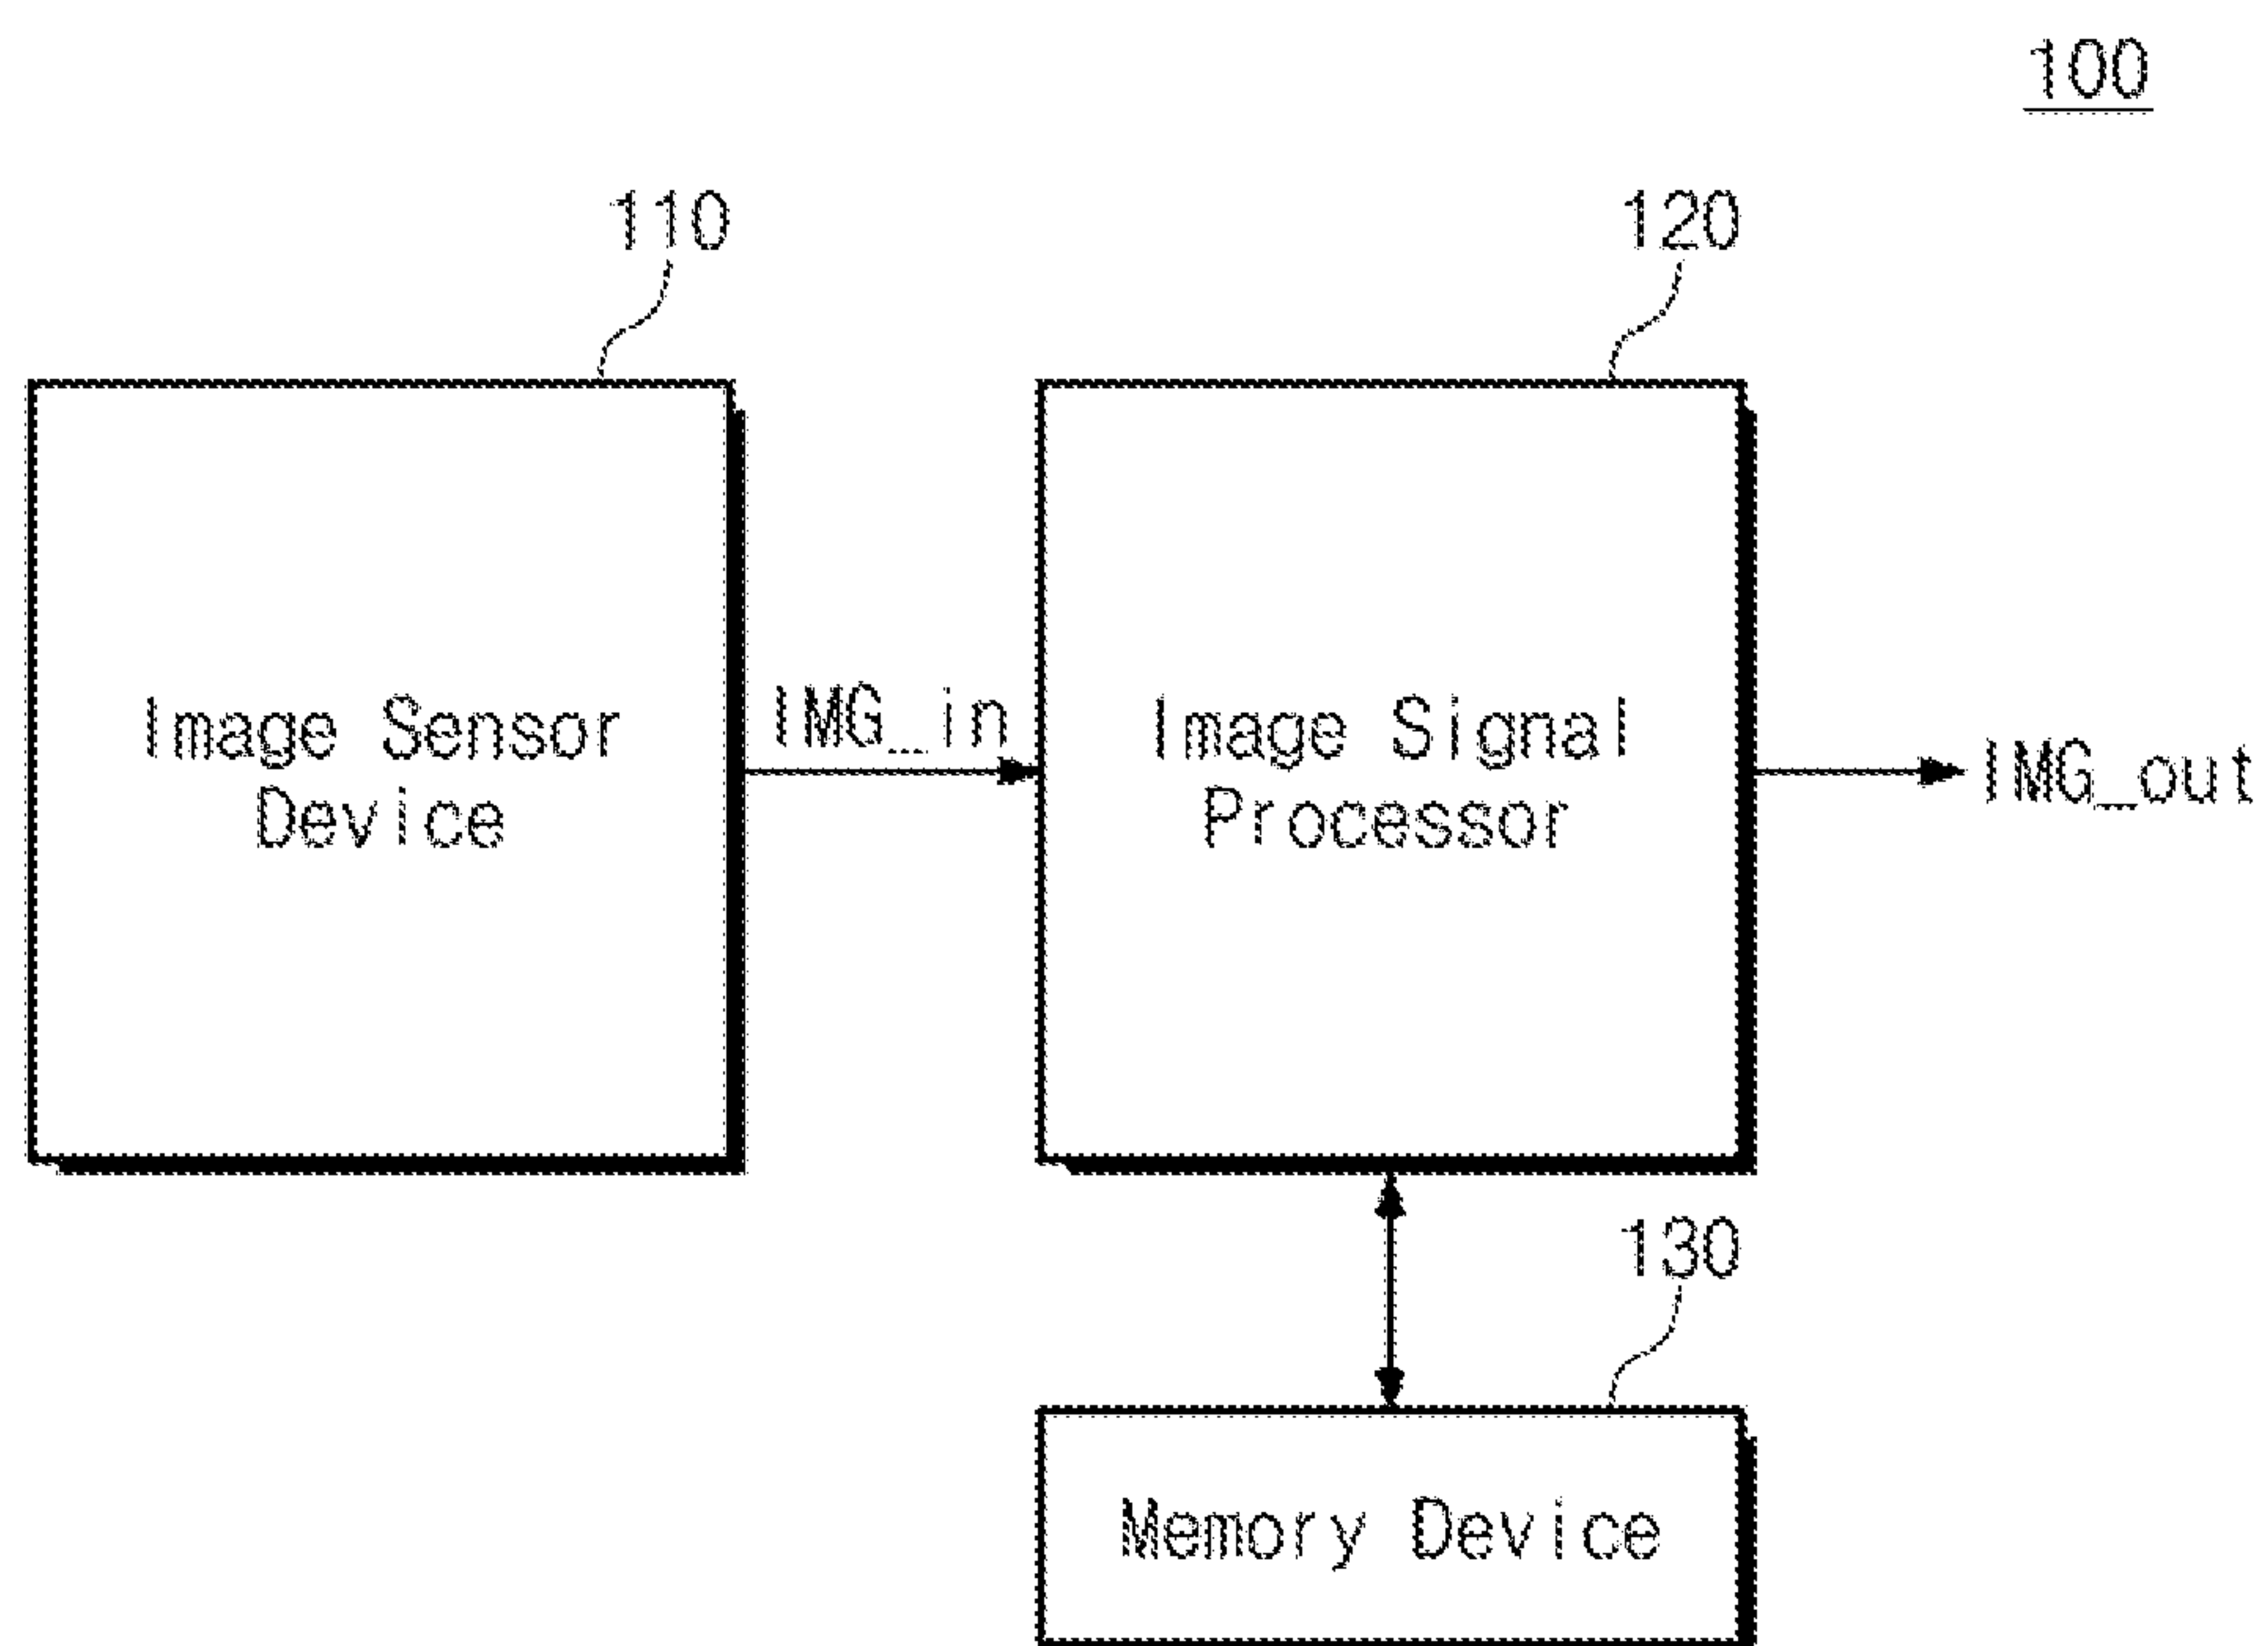 100
110
120
Image Sensor
Device
IMG_in
Image Signal
Processor
IMG_out
130
Memory Device